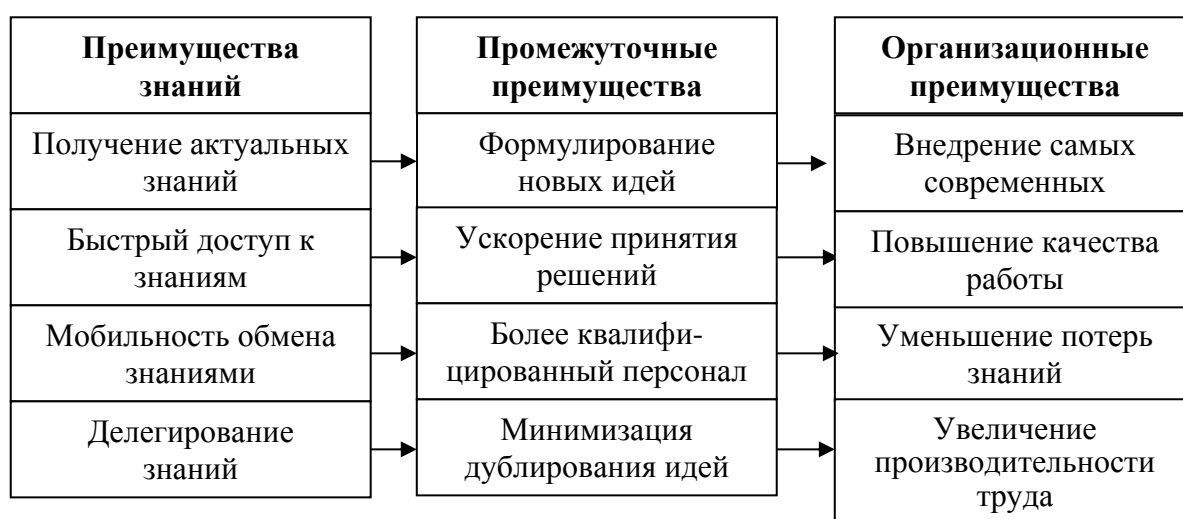 Преимущества
знаний
Промежуточные
преимущества
Организационные
преимущества
Получение актуальных
знаний
Формулирование
новых идей
Внедрение самых
современных
Быстрый доступ к
знаниям
Ускорение принятия
решений
Повышение качества
работы
Мобильность обмена
знаниями
Более квалифи-
цированный персонал
Уменьшение потерь
знаний
Делегирование
знаний
Минимизация
дублирования идей
Увеличение
производительности
труда